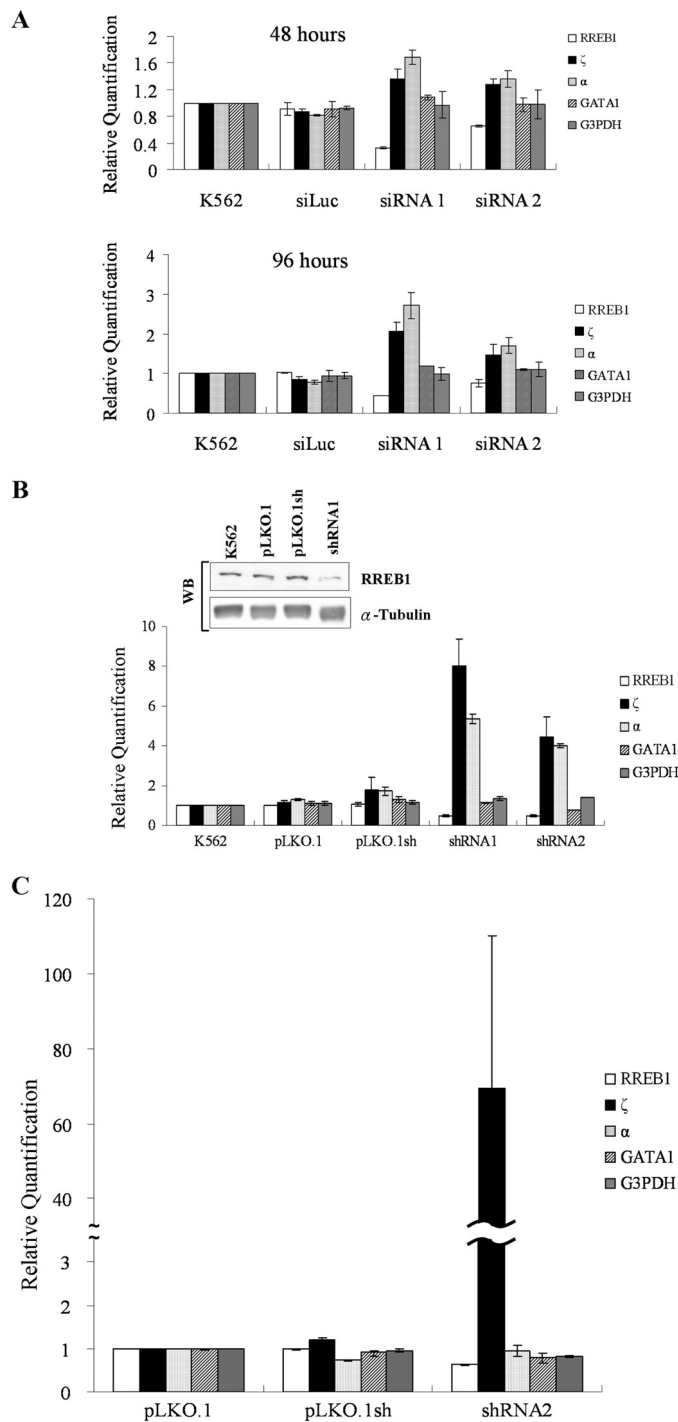 A
48 hours
Relative Quantification
2
1.6
1.2
0.8
0.4
0
K562
siLuc
siRNA 1
siRNA 2
RREB1
ζ
α
GATA1
G3PDH
96 hours
Relative Quantification
4
3
2
1
0
K562
siLuc
siRNA 1
siRNA 2
RREB1
ζ
α
GATA1
G3PDH
B
K562
pLKO.1
pLKO.1sh
shRNA1
WB
RREB1
α-Tubulin
Relative Quantification
10
8
6
4
2
0
K562
pLKO.1
pLKO.1sh
shRNA1
shRNA2
RREB1
ζ
α
GATA1
G3PDH
C
Relative Quantification
120
100
80
60
40
~
~
3
2
1
0
pLKO.1
pLKO.1sh
shRNA2
RREB1
ζ
α
GATA1
G3PDH